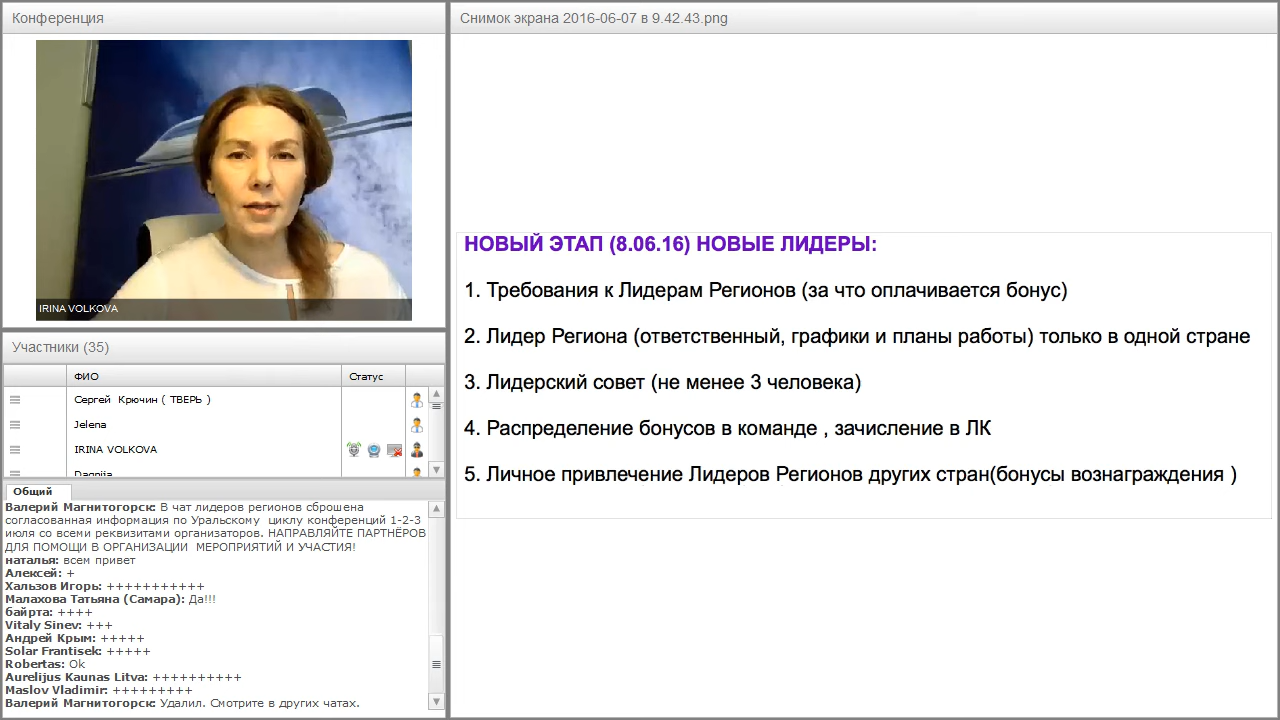 Конференция
IRINA VOLKOVA
Участники (35)
ФИО Статус
Сергей Крючин ( ТВЕРЬ )
Jelena
IRINA VOLKOVA
Dagnija
Общий
Валерий Магнитогорск: В чат лидеров регионов сброшена
согласованная информация по Уральскому циклу конференций 1-2-3
июля со всеми реквизитами организаторов. НАПРАВЛЯЙТЕ ПАРТНЁРОВ
ДЛЯ ПОМОЩИ В ОРГАНИЗАЦИИ МЕРОПРИЯТИЙ И УЧАСТИЯ!
наталья: всем привет
Алексей: +
Хальзов Игорь: +++++++++++
Малахова Татьяна (Самара): Да!!!
байрта: ++++
Vitaly Sinev: +++
Андрей Крым: +++++
Solar Frantisek: +++++
Robertas: Ok
Aurelijus Kaunas Litva: ++++++++++
Maslov Vladimir: +++++++++
Валерий Магнитогорск: Удалил. Смотрите в других чатах.
Снимок экрана 2016-06-07 в 9.42.43.png
НОВЫЙ ЭТАП (8.06.16) НОВЫЕ ЛИДЕРЫ:
1. Требования к Лидерам Регионов (за что оплачивается бонус)
2. Лидер Региона (ответственный, графики и планы работы) только в одной стране
3. Лидерский совет (не менее 3 человека)
4. Распределение бонусов в команде , зачисление в ЛК
5. Личное привлечение Лидеров Регионов других стран(бонусы вознаграждения )